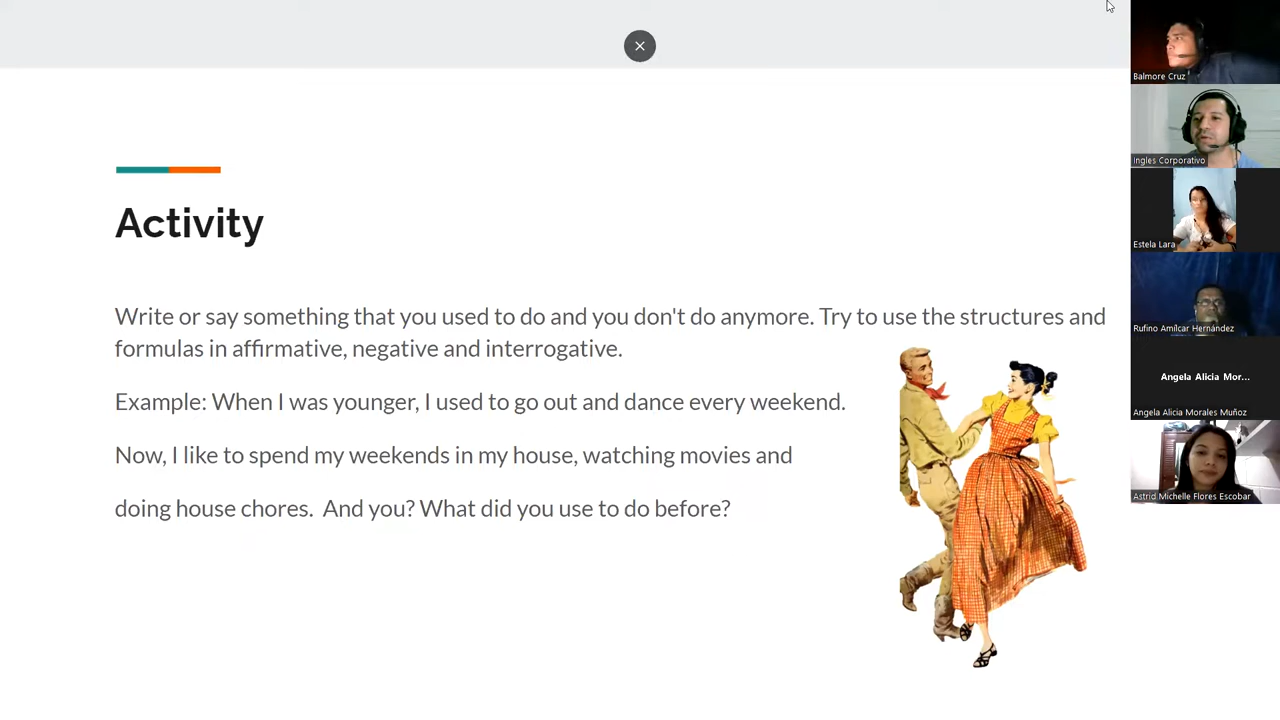 Activity
Write or say something that you used to do and you don't do anymore. Try to use the structures and
formulas in affirmative, negative and interrogative.
Example: When I was younger, I used to go out and dance every weekend.
Now, I like to spend my weekends in my house, watching movies and
doing house chores.  And you? What did you use to do before?
Balmore Cruz
Ingles Corporativo
Estela Lara
Rufino Amílcar Hernández
Angela Alicia Mor...
Angela Alicia Morales Muñoz
Astrid Michelle Flores Escobar